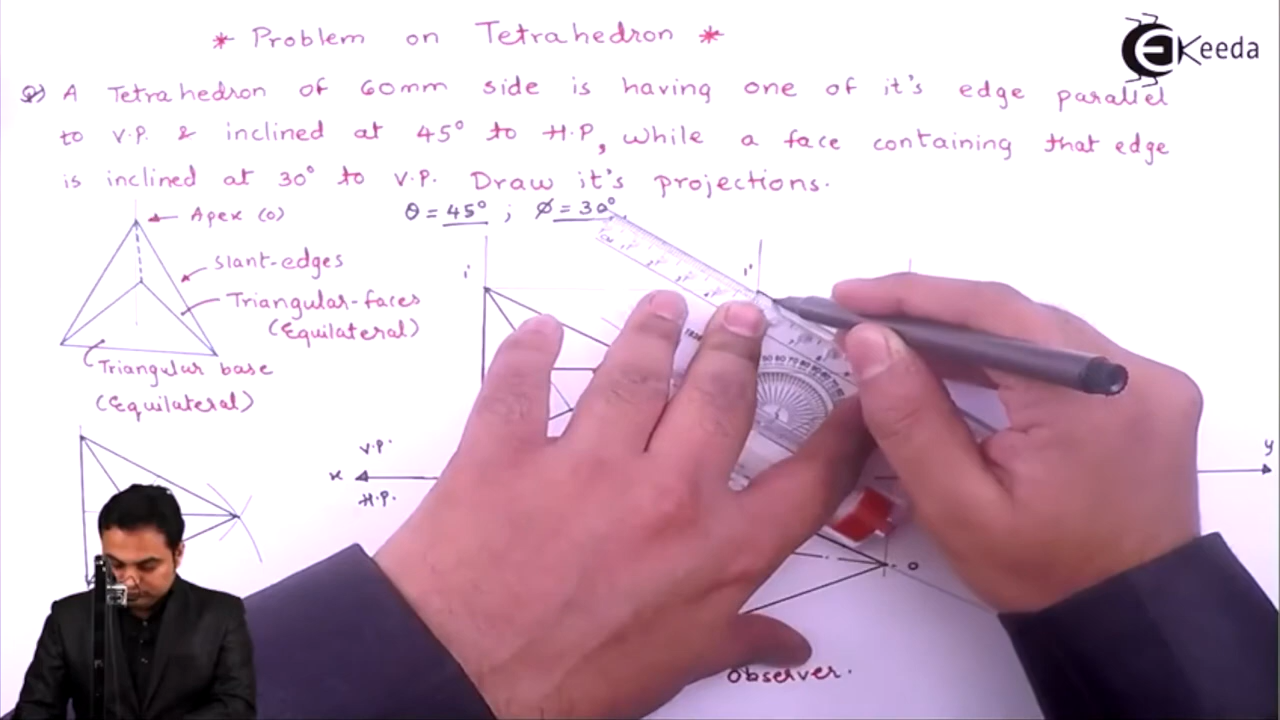 * Problem on Tetrahedron *
Keeda
Q) A Tetrahedron of 60mm side is having one of it's edge parallel
to V.P. & inclined at 45° to H.P, while a face containing that edge
is inclined at 30° to V.P. Draw it's projections.
θ = 45° ; Ø = 30°
Apex (0)
slant-edges
Triangular-faces
(Equilateral)
Triangular base
(Equilateral)
1'
1'
V.P.
x
H.P.
y
o
observer.